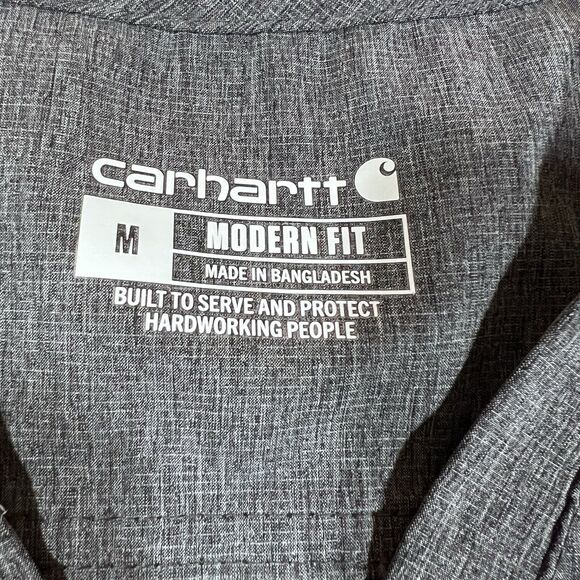 carhartt
M MODERN FIT
MADE IN BANGLADESH
BUILT TO SERVE AND PROTECT
HARDWORKING PEOPLE